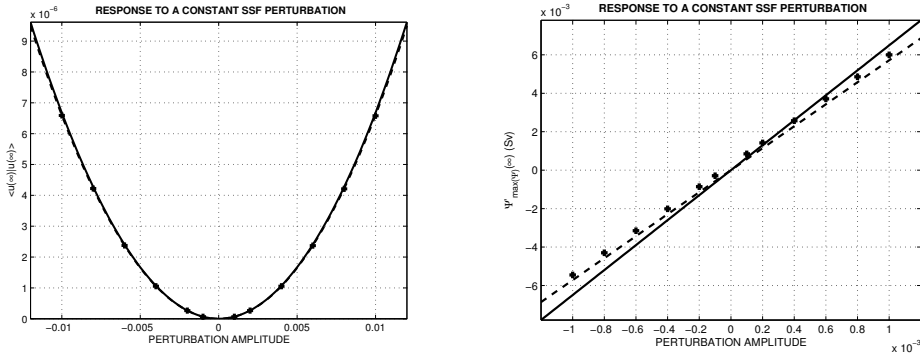 RESPONSE TO A CONSTANT SSF PERTURBATION
x 10⁻⁶
9
8
7
6
5
4
3
2
1
0
<u(∞)|u(∞)>
−0.01 −0.005 0 0.005 0.01
PERTURBATION AMPLITUDE
RESPONSE TO A CONSTANT SSF PERTURBATION
x 10⁻³
6
4
2
0
−2
−4
−6
Ψ'max(Ψ)(∞) (Sv)
−1 −0.8 −0.6 −0.4 −0.2 0 0.2 0.4 0.6 0.8 1
PERTURBATION AMPLITUDE
x 10⁻³